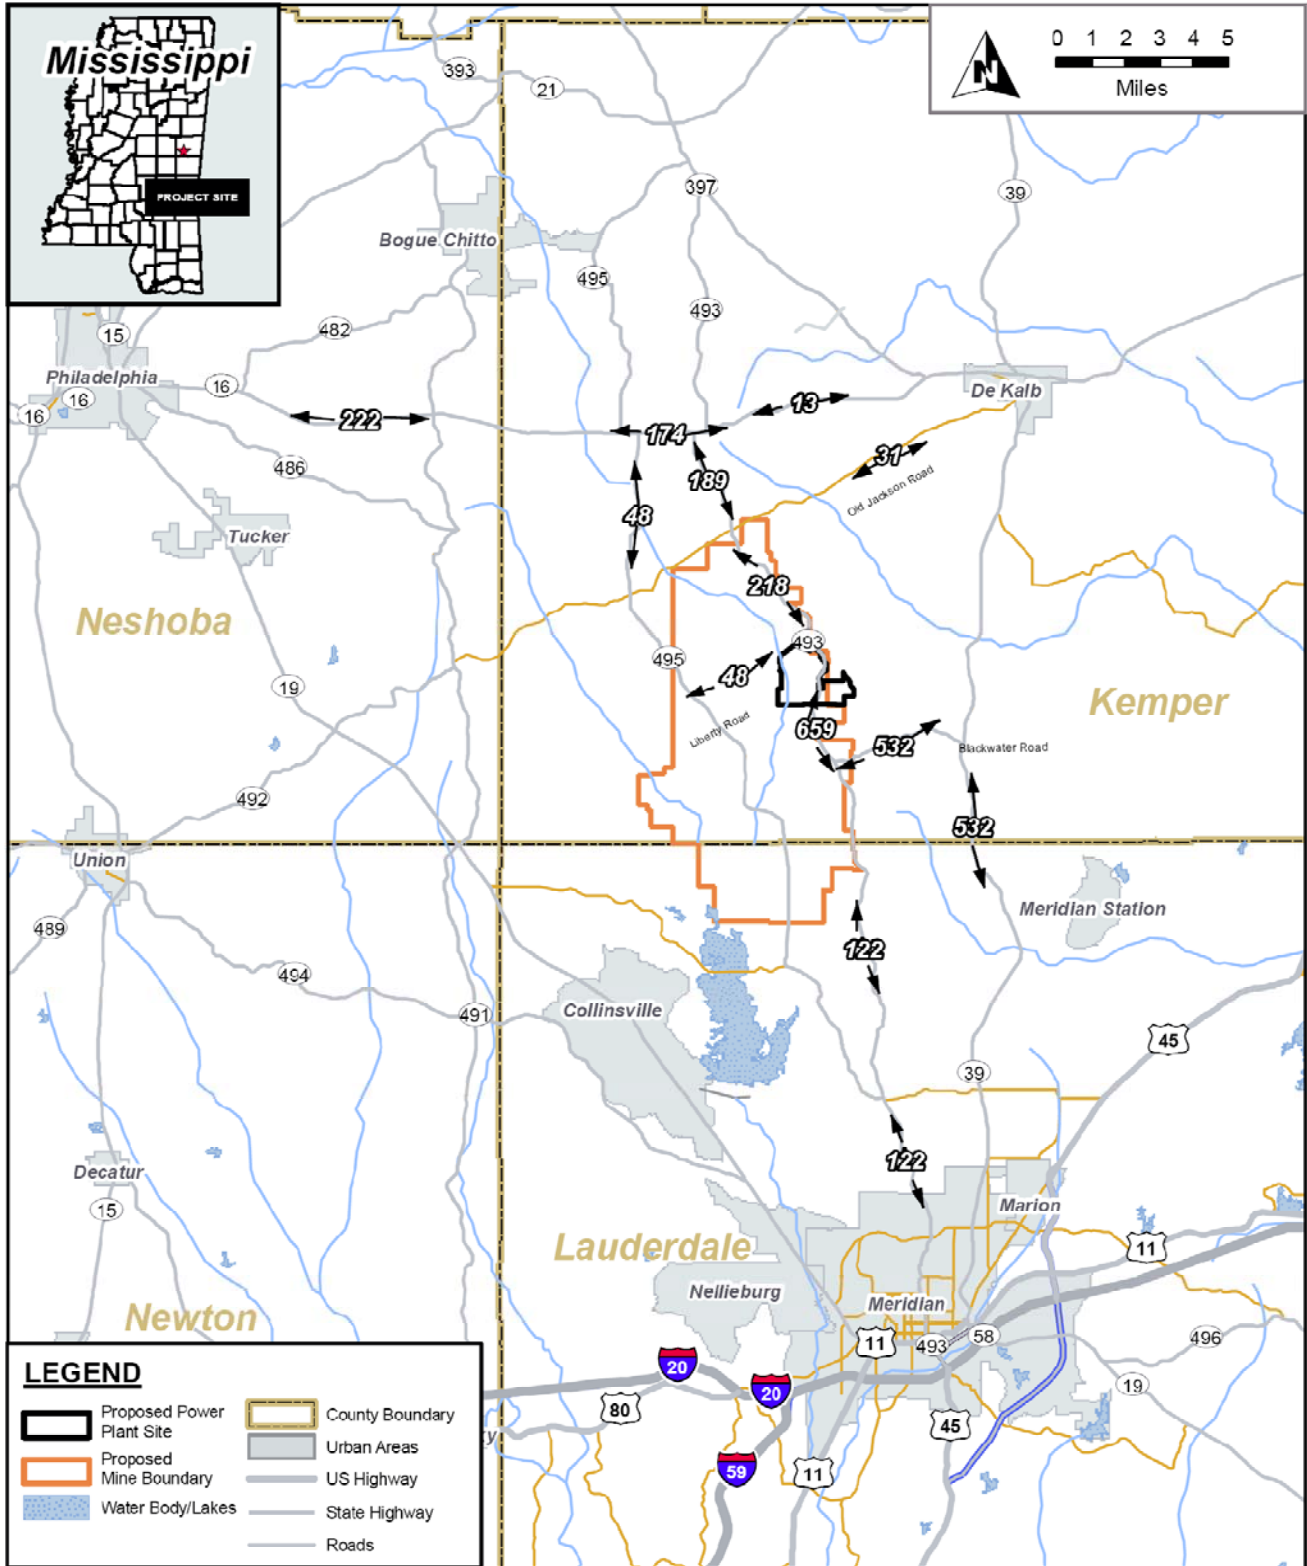 Mississippi
PROJECT SITE
N
0 1 2 3 4 5
Miles
393
21
397
39
Bogue Chitto
495
493
482
15
Philadelphia
16
16
16
De Kalb
13
222
174
31
Old Jackson Road
189
486
48
Tucker
218
Neshoba
493
495
48
19
Kemper
Liberty Road
659
532
Blackwater Road
492
532
Union
Meridian Station
489
122
494
Collinsville
491
45
39
122
Decatur
15
Marion
11
Lauderdale
Nellieburg
Meridian
Newton
11
493
58
496
20
20
19
80
45
y
59
11
LEGEND
Proposed Power
Plant Site
Proposed
Mine Boundary
Water Body/Lakes
County Boundary
Urban Areas
US Highway
State Highway
Roads